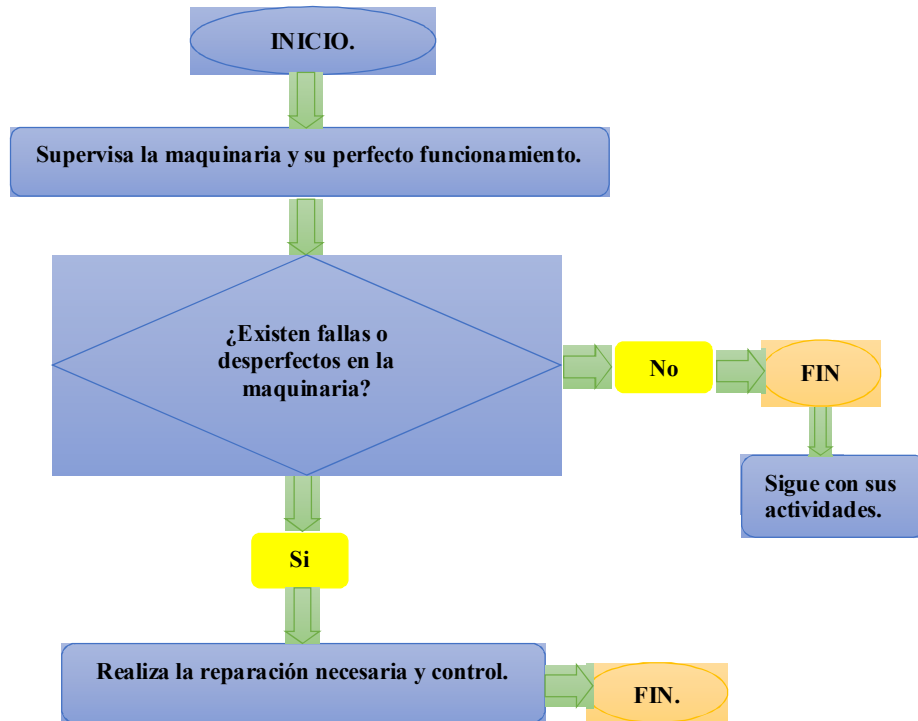 INICIO.
Supervisa la maquinaria y su perfecto funcionamiento.
¿Existen fallas o
desperfectos en la
maquinaria?
No
FIN
Sigue con sus
actividades.
Si
Realiza la reparación necesaria y control.
FIN.